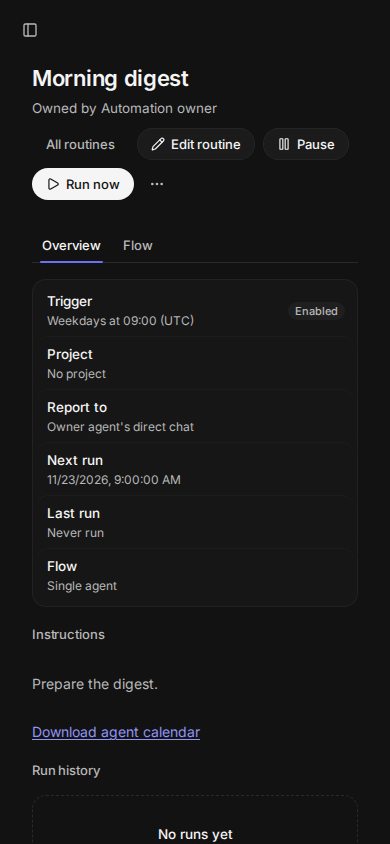 Morning digest
Owned by Automation owner
All routines
Edit routine
Pause
Run now
Overview
Flow
Trigger
Weekdays at 09:00 (UTC)
Enabled
Project
No project
Report to
Owner agent's direct chat
Next run
11/23/2026, 9:00:00 AM
Last run
Never run
Flow
Single agent
Instructions
Prepare the digest.
Download agent calendar
Run history
No runs yet